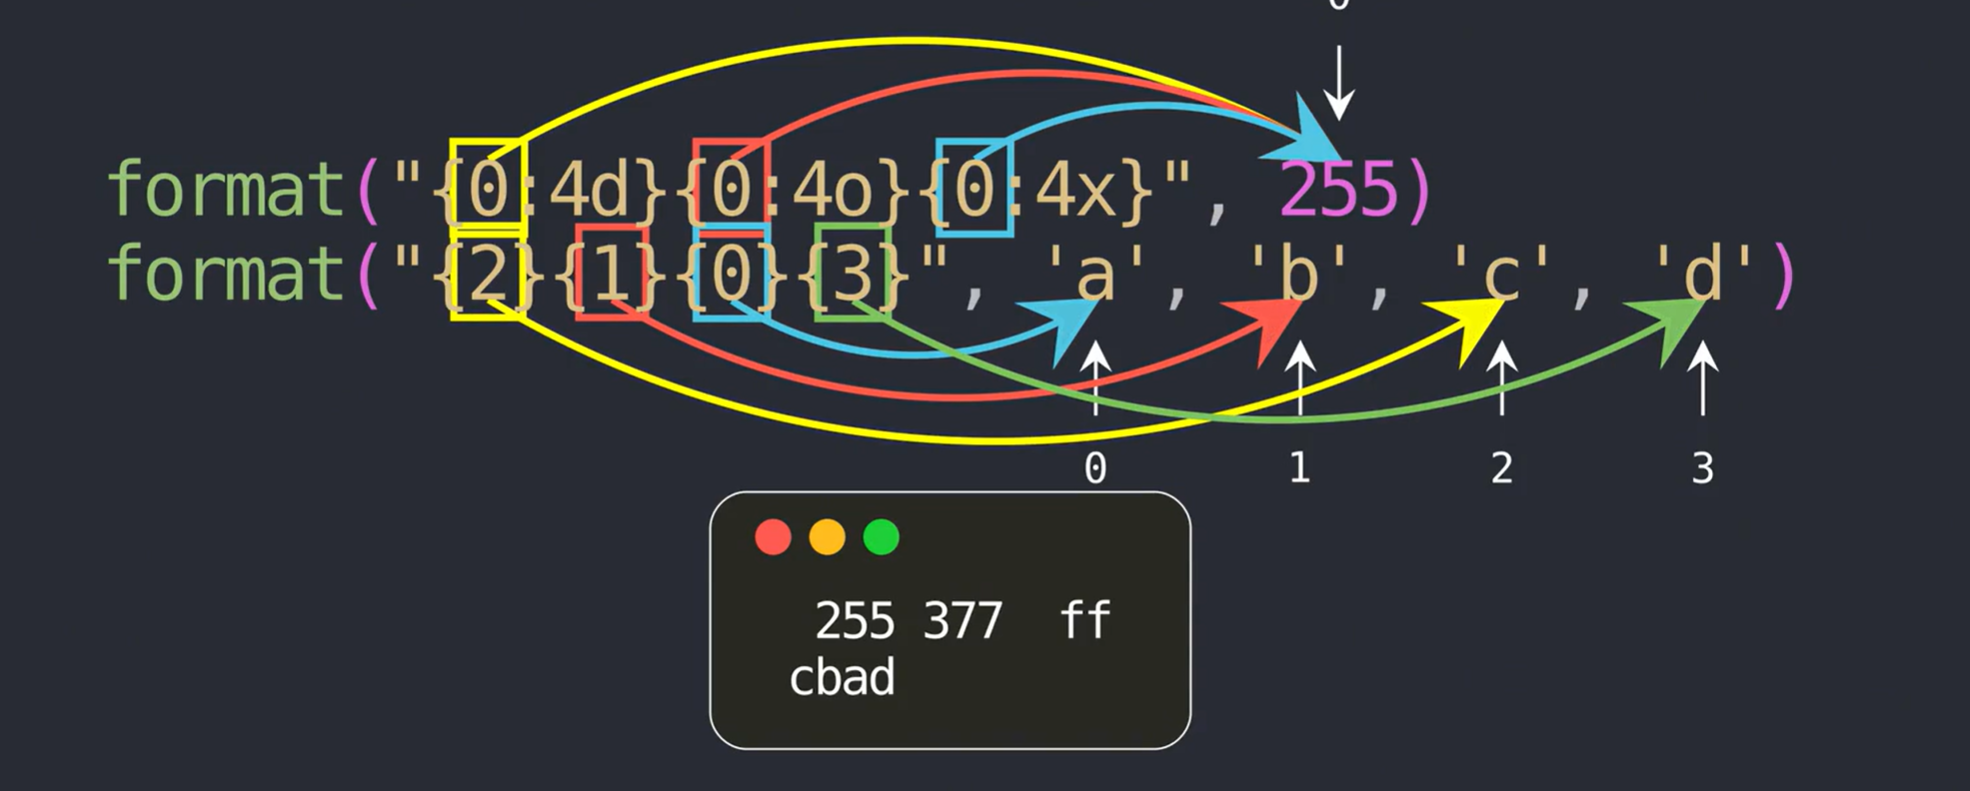 0
format("{0:4d}{0:4o}{0:4x}", 255)
format("{2}{1}{0}{3}", 'a', 'b', 'c', 'd')
0 1 2 3
255 377  ff
cbad